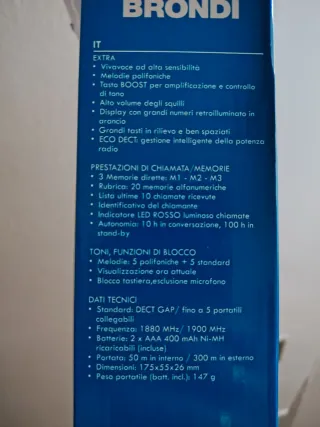 BRONDI
IT
EXTRA
• Vivavoce ad alta sensibilità
• Melodie polifoniche
• Tasto BOOST per amplificazione e controllo
di tono
• Alto volume degli squilli
• Display con grandi numeri retroilluminato in
arancio
• Grandi tasti in rilievo e ben spaziati
• ECO DECT: gestione intelligente della potenza
radio
PRESTAZIONI DI CHIAMATA/MEMORIE
• 3 Memorie dirette: M1 - M2 - M3
• Rubrica: 20 memorie alfanumeriche
• Lista ultime 10 chiamate ricevute
• Identificativo del chiamante
• Indicatore LED ROSSO luminoso chiamate
• Autonomia: 10 h in conversazione, 100 h in
stand-by
TONI, FUNZIONI DI BLOCCO
• Melodie: 5 polifoniche + 5 standard
• Visualizzazione ora attuale
• Blocco tastiera,esclusione microfono
DATI TECNICI
• Standard: DECT GAP/ fino a 5 portatili
collegabili
• Frequenza: 1880 MHz/ 1900 MHz
• Batterie: 2 x AAA 400 mAh Ni-MH
ricaricabili (incluse)
• Portata: 50 m in interno / 300 m in esterno
• Dimensioni: 175x55x26 mm
• Peso portatile (batt. incl.): 147 g